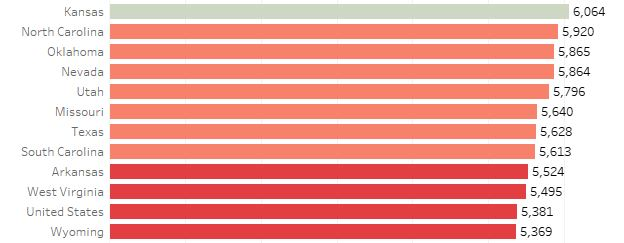 Kansas 6,064
North Carolina 5,920
Oklahoma 5,865
Nevada 5,864
Utah 5,796
Missouri 5,640
Texas 5,628
South Carolina 5,613
Arkansas 5,524
West Virginia 5,495
United States 5,381
Wyoming 5,369